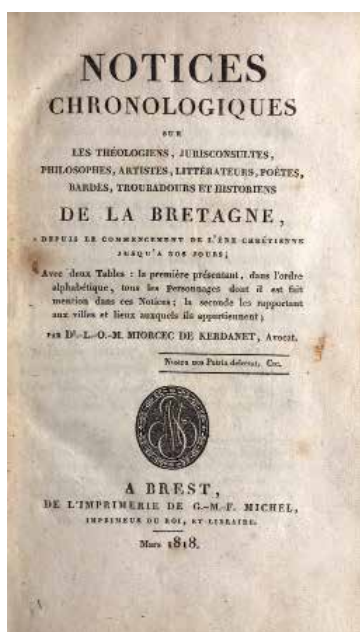 NOTICES
CHRONOLOGIQUES
SUR
LES THÉOLOGIENS, JURISCONSULTES,
PHILOSOPHES, ARTISTES, LITTÉRATEURS, POÈTES,
BARDES, TROUBADOURS ET HISTORIENS
DE LA BRETAGNE,
DEPUIS LE COMMENCEMENT DE L'ÈRE CHRÉTIENNE
JUSQU'A NOS JOURS;
Avec deux Tables : la première présentant, dans l'ordre
alphabétique, tous les Personnages dont il est fait
mention dans ces Notices; la seconde les rapportant
aux villes et lieux auxquels ils appartiennent;
PAR Dl.-L.-O.-M. MIORCEC DE KERDANET, Avocat.
Nostra nos Patria delectat, Cic.
A BREST,
DE L'IMPRIMERIE DE G.-M.-F. MICHEL,
IMPRIMEUR DU ROI, ET LIBRAIRE.
Mars 1818.